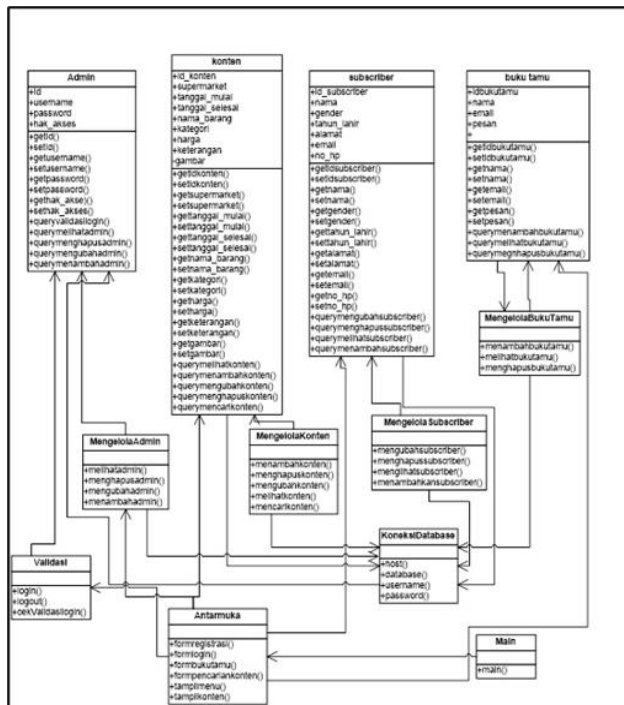 Admin
+id
+username
+password
+hak_akses
+getid()
+setid()
+getusername()
+setusername()
+getpassword()
+setpassword()
+gethak_akse()
+sethak_akses()
+queryvalidasilogin()
+querymelihatadmin()
+querymenghapusadmin()
+querymengubahadmin()
+querymenambahadmin()
konten
+id_konten
+supermarket
+tanggal_mulai
+tanggal_selesai
+nama_barang
+kategori
+harga
+keterangan
-gambar
+getidkonten()
+setidkonten()
+getsupermarket()
+setsupermarket()
+gettanggal_mulai()
+settanggal_mulai()
+gettanggal_selesai()
+settanggal_selesai()
+getnama_barang()
+setnama_barang()
+getkategori()
+setkategori()
+getharga()
+setharga()
+getketerangan()
+setketerangan()
+getgambar()
+setgambar()
+querymelihatkonten()
+querymenambahkonten()
+querymengubahkonten()
+querymenghapuskonten()
+querymencarikonten()
subscriber
+id_subscriber
+nama
+gender
+tahun_lahir
+alamat
+email
+no_hp
+getidsubscriber()
+setidsubscriber()
+getnama()
+setnama()
+getgender()
+setgender()
+gettahun_lahir()
+settahun_lahir()
+getalamat()
+setalamat()
+getemail()
+setemail()
+getno_hp()
+setno_hp()
+querymengubahsubscriber()
+querymenghapussubscriber()
+querymelihatsubscriber()
+querymenambahsubscriber()
buku tamu
+idbukutamu
+nama
+email
+pesan
+
+getidbukutamu()
+setidbukutamu()
+getnama()
+setnama()
+getemail()
+setemail()
+getpesan()
+setpesan()
+querymenambahbukutamu()
+querymelihatbukutamu()
+querymegnhapusbukutamu()
MengelolaBukuTamu
+menambahbukutamu()
+melihatbukutamu()
+menghapusbukutamu()
MengelolaAdmin
+melihatadmin()
+menghapusadmin()
+mengubahadmin()
+menambahadmin()
MengelolaKonten
+menambahkonten()
+menghapuskonten()
+mengubahkonten()
+melihatkonten()
+mencarikonten()
MengelolaSubscriber
+mengubahsubscriber()
+menghapussubscriber()
+menglihatsubscriber()
+menambahkansubscriber()
KoneksiDatabase
+host()
+database()
+username()
+password()
Validasi
+login()
+logout()
+cekValidasilogin()
Antarmuka
+formregistrasi()
+formlogin()
+formbukutamu()
+formpencariankonten()
+tampilmenu()
+tampilkonten()
Main
+main()